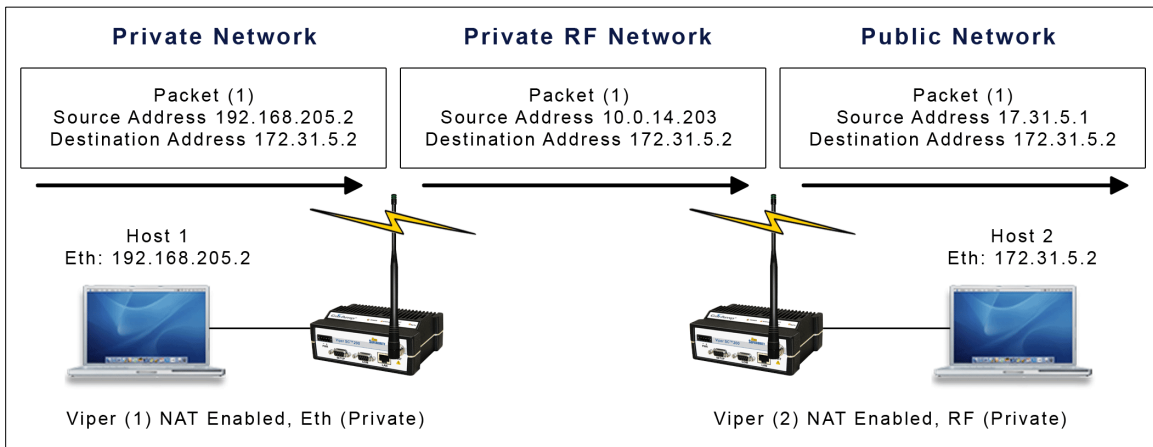 Private Network
Private RF Network
Public Network
Packet (1)
Source Address 192.168.205.2
Destination Address 172.31.5.2
Packet (1)
Source Address 10.0.14.203
Destination Address 172.31.5.2
Packet (1)
Source Address 17.31.5.1
Destination Address 172.31.5.2
Host 1
Eth: 192.168.205.2
Host 2
Eth: 172.31.5.2
Viper (1) NAT Enabled, Eth (Private)
Viper (2) NAT Enabled, RF (Private)